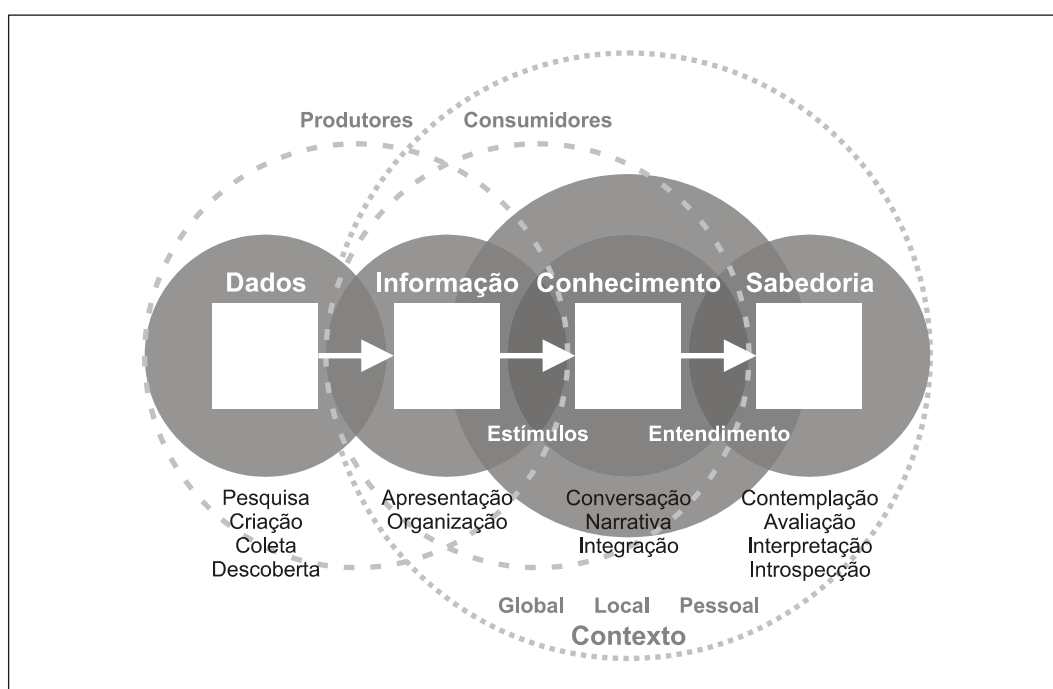 Produtores Consumidores
Dados Informação Conhecimento Sabedoria
Estímulos Entendimento
Pesquisa
Criação
Coleta
Descoberta
Apresentação
Organização
Conversação
Narrativa
Integração
Contemplação
Avaliação
Interpretação
Introspecção
Global Local Pessoal
Contexto